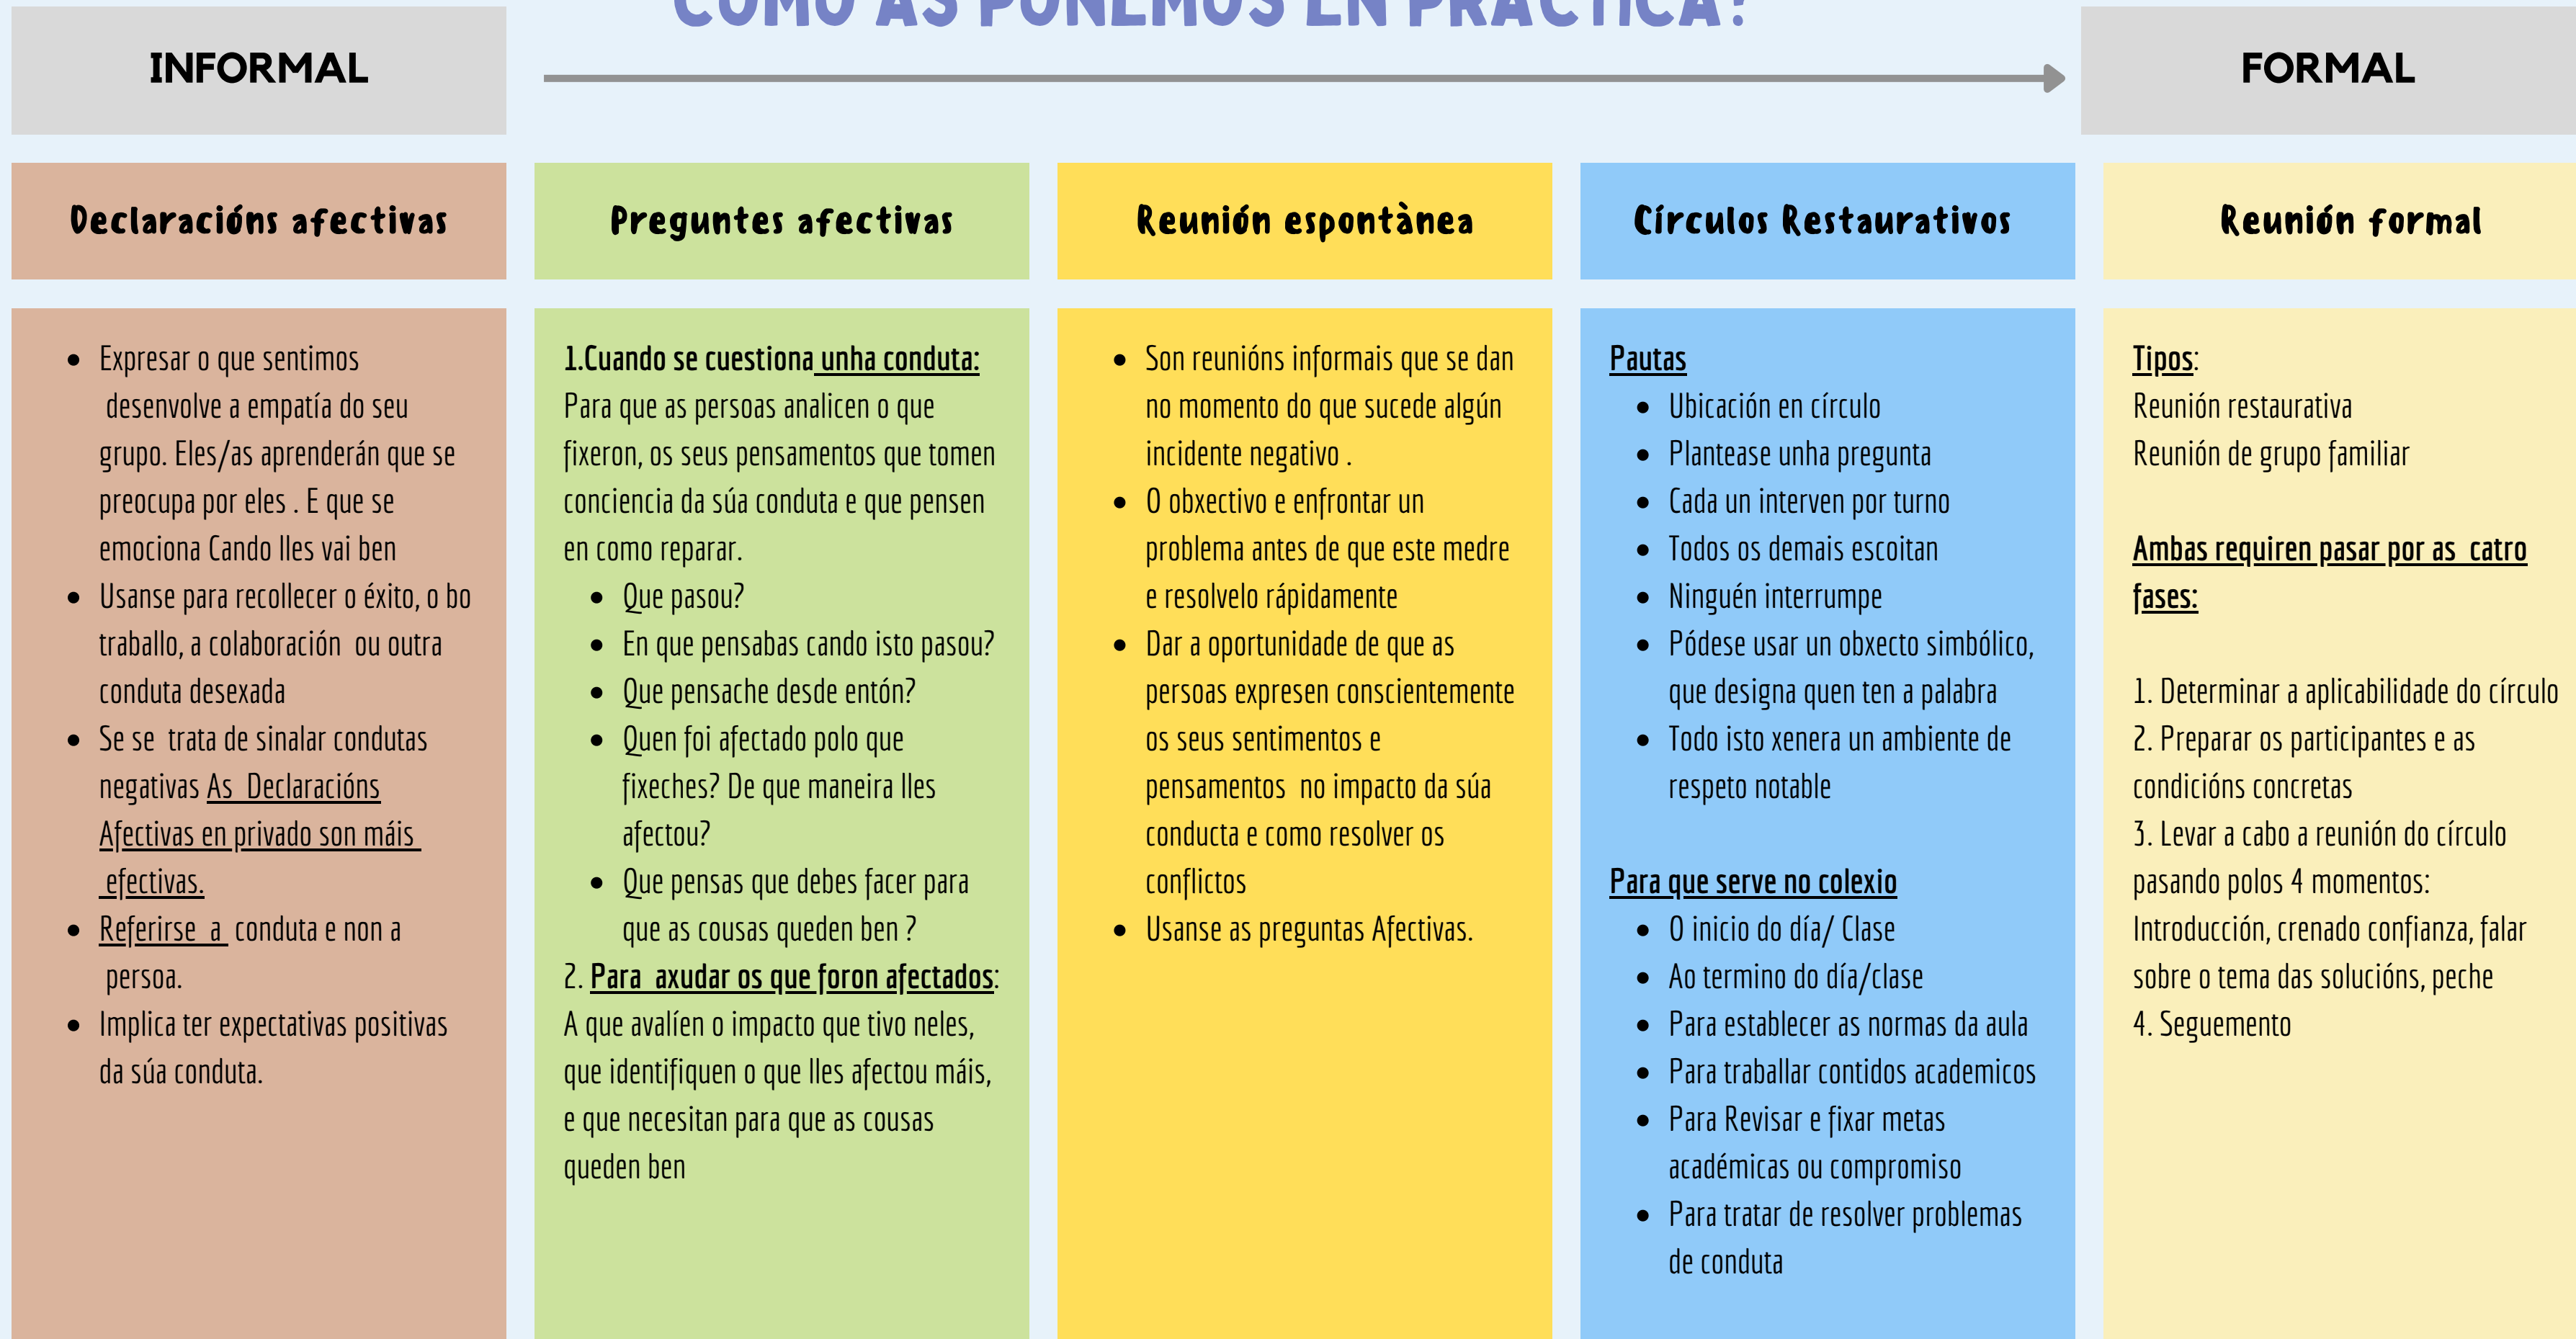 COMO AS POÑEMOS EN PRÁCTICA?
INFORMAL
FORMAL
Declaracións afectivas
Expresar o que sentimos
desenvolve a empatía do seu
grupo. Eles/as aprenderán que se
preocupa por eles . E que se
emociona Cando lles vai ben
Usanse para recollecer o éxito, o bo
traballo, a colaboración ou outra
conduta desexada
Se se trata de sinalar condutas
negativas As Declaracións
Afectivas en privado son máis
efectivas.
Referirse a conduta e non a
persoa.
Implica ter expectativas positivas
da súa conduta.
Preguntes afectivas
1.Cuando se cuestiona unha conduta:
Para que as persoas analicen o que
fixeron, os seus pensamentos que tomen
conciencia da súa conduta e que pensen
en como reparar.
Que pasou?
En que pensabas cando isto pasou?
Que pensache desde entón?
Quen foi afectado polo que
fixeches? De que maneira lles
afectou?
Que pensas que debes facer para
que as cousas queden ben ?
2. Para axudar os que foron afectados:
A que avalíen o impacto que tivo neles,
que identifiquen o que lles afectou máis,
e que necesitan para que as cousas
queden ben
Reunión espontànea
Son reunións informais que se dan
no momento do que sucede algún
incidente negativo .
O obxectivo e enfrontar un
problema antes de que este medre
e resolvelo rápidamente
Dar a oportunidade de que as
persoas expresen conscientemente
os seus sentimentos e
pensamentos no impacto da súa
conducta e como resolver os
conflictos
Usanse as preguntas Afectivas.
Círculos Restaurativos
Pautas
Ubicación en círculo
Plantease unha pregunta
Cada un interven por turno
Todos os demais escoitan
Ninguén interrumpe
Pódese usar un obxecto simbólico,
que designa quen ten a palabra
Todo isto xenera un ambiente de
respeto notable
Para que serve no colexio
O inicio do día/ Clase
Ao termino do día/clase
Para establecer as normas da aula
Para traballar contidos academicos
Para Revisar e fixar metas
académicas ou compromiso
Para tratar de resolver problemas
de conduta
Reunión formal
Tipos:
Reunión restaurativa
Reunión de grupo familiar
Ambas requiren pasar por as catro
fases:
1. Determinar a aplicabilidade do círculo
2. Preparar os participantes e as
condicións concretas
3. Levar a cabo a reunión do círculo
pasando polos 4 momentos:
Introducción, crenado confianza, falar
sobre o tema das solucións, peche
4. Seguemento